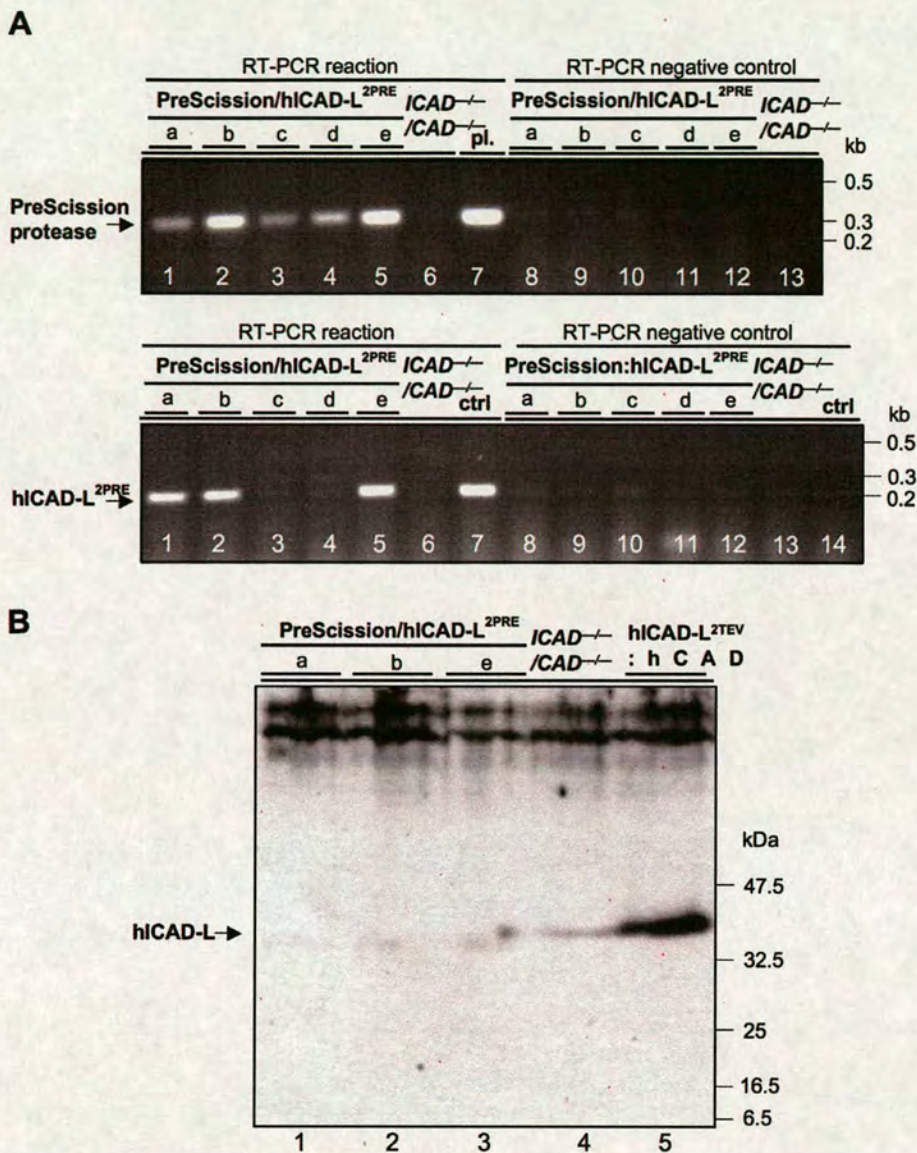 A
RT-PCR reaction RT-PCR negative control
PreScission/hICAD-L2PRE ICAD–/– PreScission/hICAD-L2PRE ICAD–/–
/CAD–/– /CAD–/–
a b c d e pl. a b c d e kb
0.5
PreScission
protease
0.3
0.2
1 2 3 4 5 6 7 8 9 10 11 12 13
RT-PCR reaction RT-PCR negative control
PreScission/hICAD-L2PRE ICAD–/– PreScission:hICAD-L2PRE ICAD–/–
/CAD–/– /CAD–/–
a b c d e ctrl a b c d e ctrl
kb
0.5
0.3
hICAD-L2PRE 0.2
1 2 3 4 5 6 7 8 9 10 11 12 13 14
B
PreScission/hICAD-L2PRE ICAD–/– hICAD-L2TEV
a b e /CAD–/– : h C A D
kDa
47.5
hICAD-L
32.5
25
16.5
6.5
1 2 3 4 5